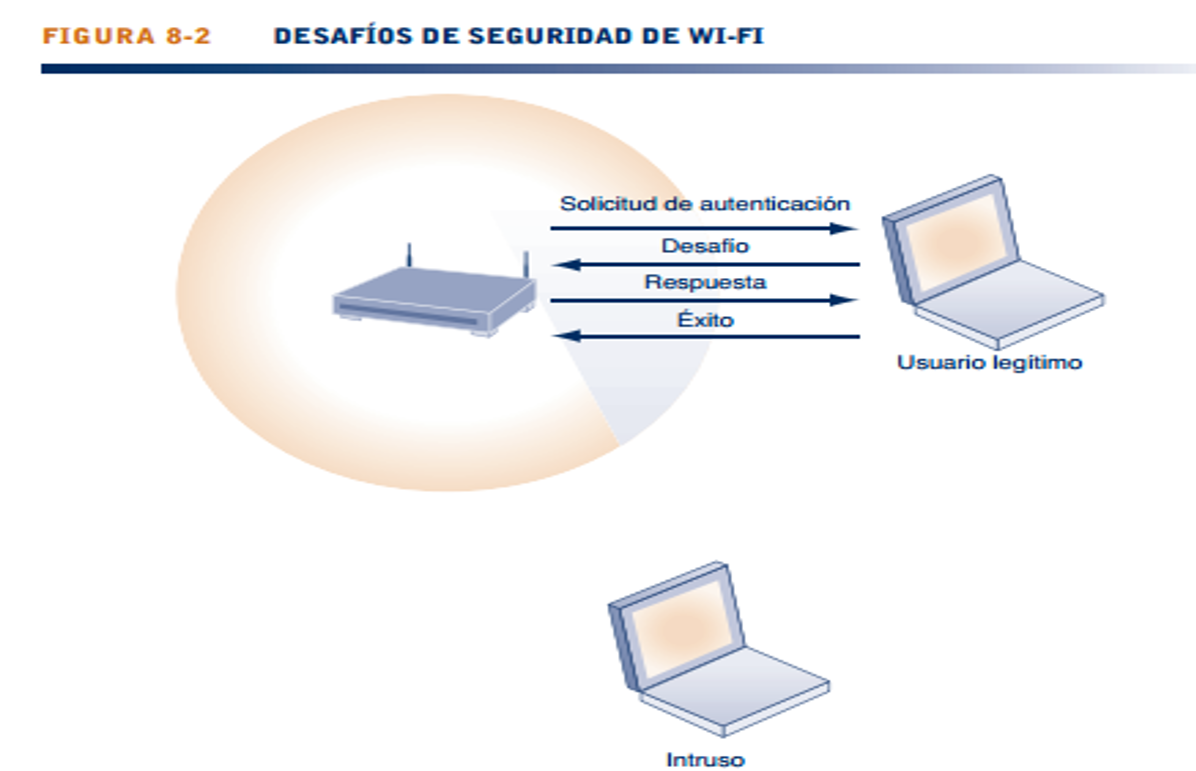 FIGURA 8-2 DESAFÍOS DE SEGURIDAD DE WI-FI
Solicitud de autenticación
Desafío
Respuesta
Éxito
Usuario legítimo
Intruso